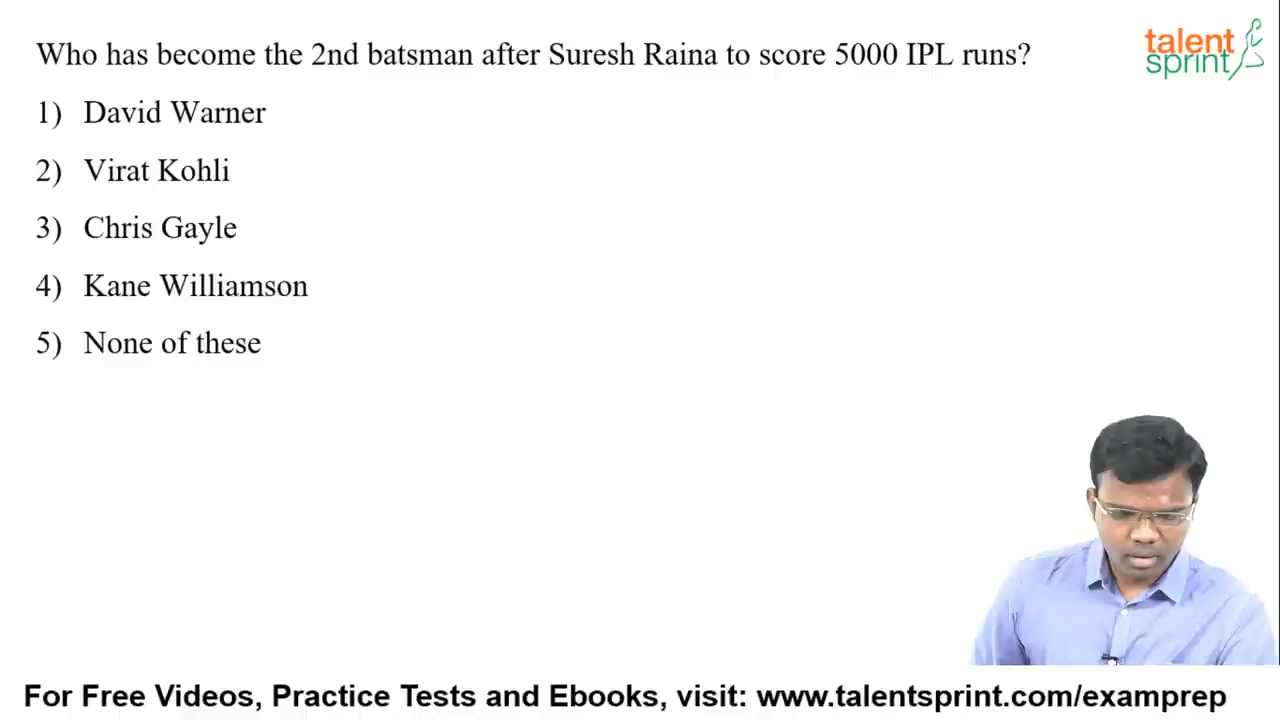 Who has become the 2nd batsman after Suresh Raina to score 5000 IPL runs?
talent
sprint
1) David Warner
2) Virat Kohli
3) Chris Gayle
4) Kane Williamson
5) None of these
For Free Videos, Practice Tests and Ebooks, visit: www.talentsprint.com/examprep